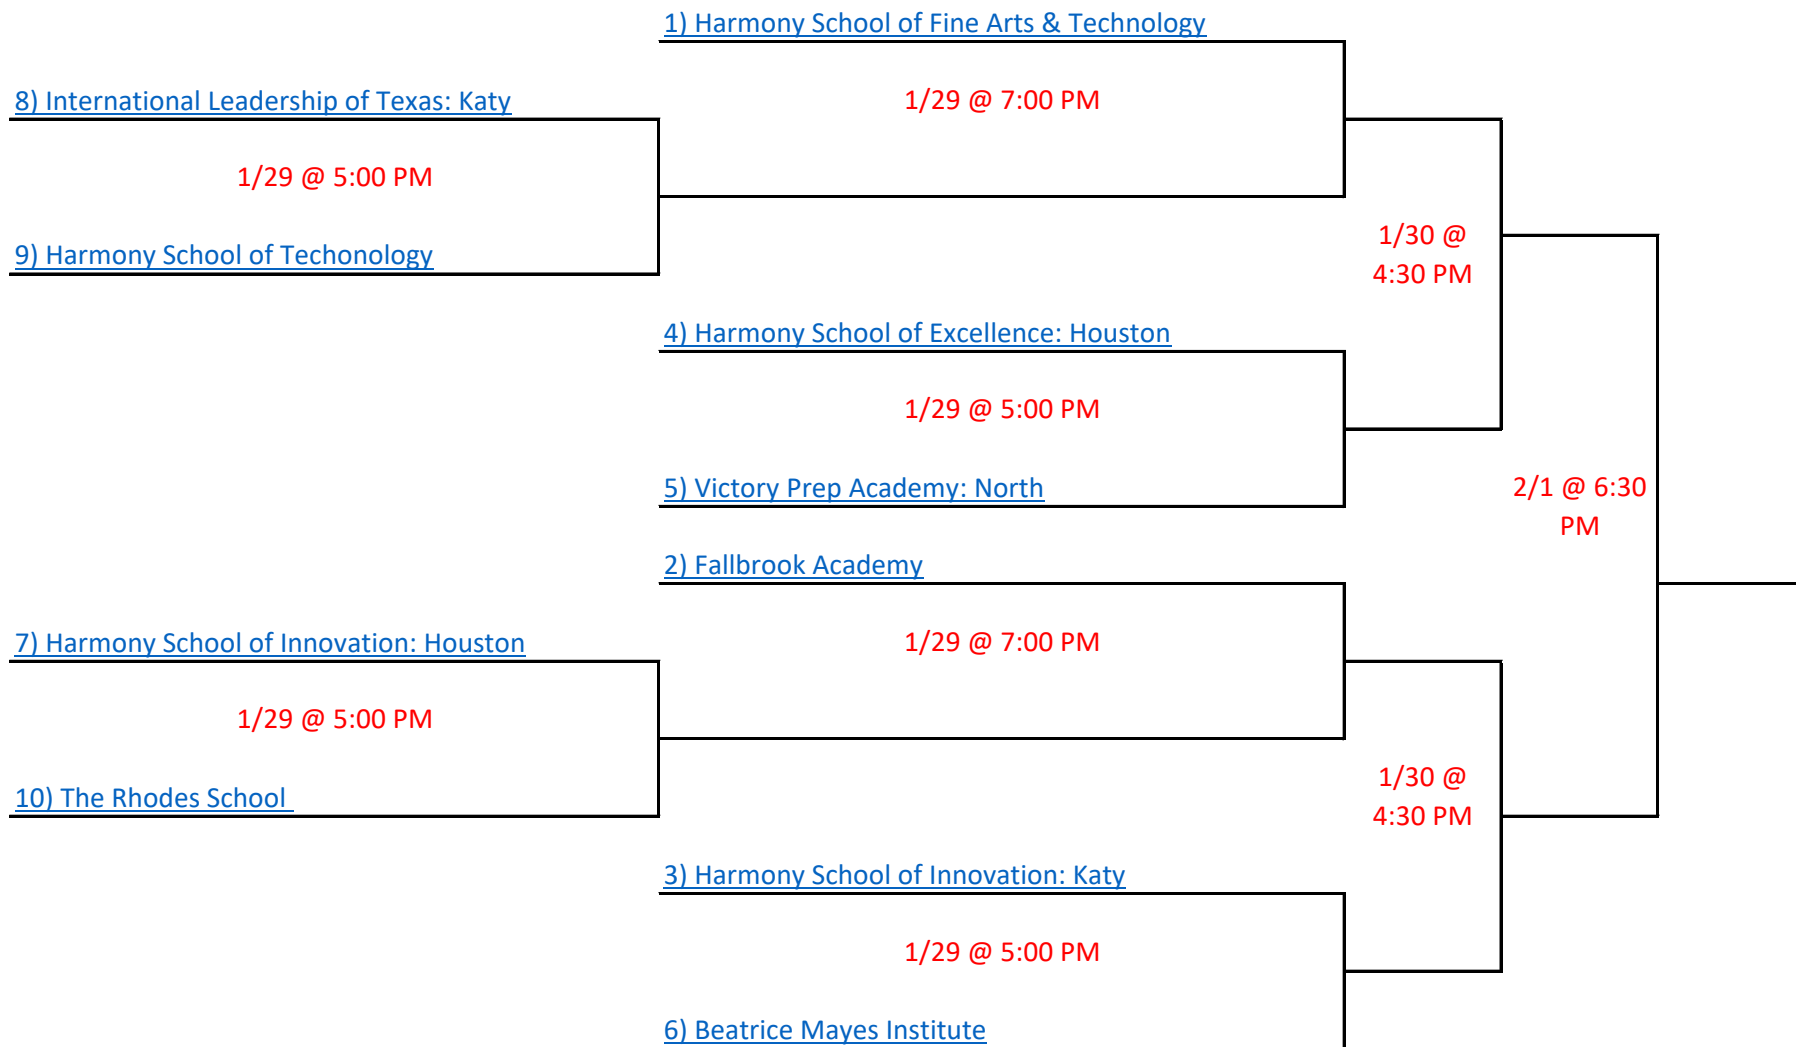 1) Harmony School of Fine Arts & Technology
8) International Leadership of Texas: Katy
1/29 @ 7:00 PM
1/29 @ 5:00 PM
9) Harmony School of Techonology
1/30 @
4:30 PM
4) Harmony School of Excellence: Houston
1/29 @ 5:00 PM
5) Victory Prep Academy: North
2/1 @ 6:30
PM
2) Fallbrook Academy
7) Harmony School of Innovation: Houston
1/29 @ 7:00 PM
1/29 @ 5:00 PM
10) The Rhodes School
1/30 @
4:30 PM
3) Harmony School of Innovation: Katy
1/29 @ 5:00 PM
6) Beatrice Mayes Institute